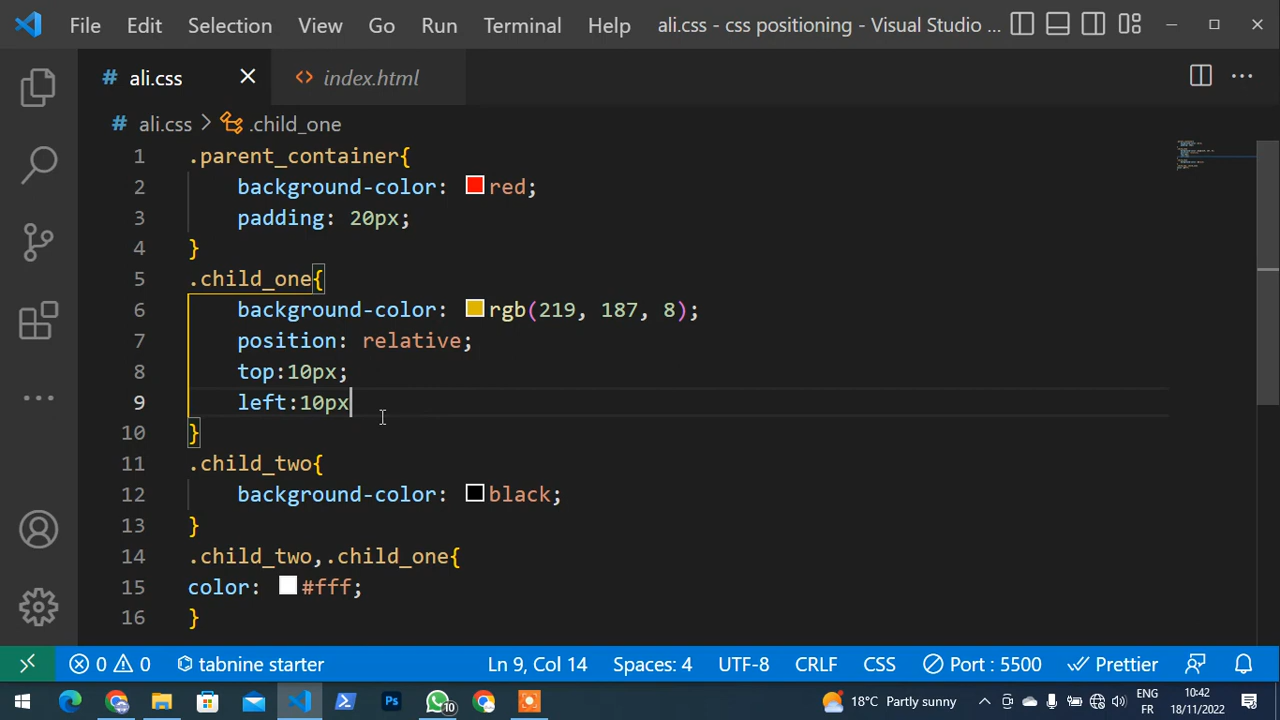 File Edit Selection View Go Run Terminal Help ali.css - css positioning - Visual Studio ...
# ali.css
<> index.html
# ali.css > .child_one
1 .parent_container{
2 background-color: red;
3 padding: 20px;
4 }
5 .child_one{
6 background-color: rgb(219, 187, 8);
7 position: relative;
8 top:10px;
9 left:10px
10 }
11 .child_two{
12 background-color: black;
13 }
14 .child_two,.child_one{
15 color: #fff;
16 }
0 0 tabnine starter Ln 9, Col 14 Spaces: 4 UTF-8 CRLF CSS Port : 5500 Prettier
Ps 10 18°C Partly sunny ENG 10:42
FR 18/11/2022